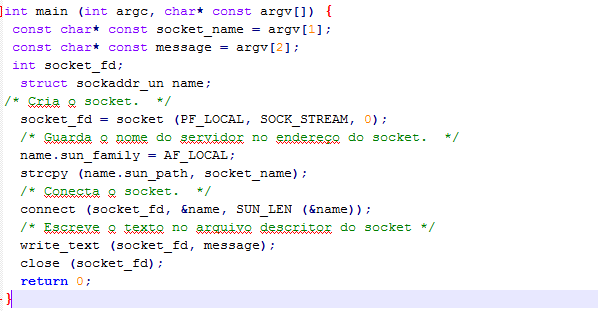 int main (int argc, char* const argv[]) {
const char* const socket_name = argv[1];
const char* const message = argv[2];
int socket_fd;
struct sockaddr_un name;
/* Cria o socket.  */
socket_fd = socket (PF_LOCAL, SOCK_STREAM, 0);
/* Guarda o nome do servidor no endereço do socket.  */
name.sun_family = AF_LOCAL;
strcpy (name.sun_path, socket_name);
/* Conecta o socket.  */
connect (socket_fd, &name, SUN_LEN (&name));
/* Escreve o texto no arquivo descritor do socket */
write_text (socket_fd, message);
close (socket_fd);
return 0;
}